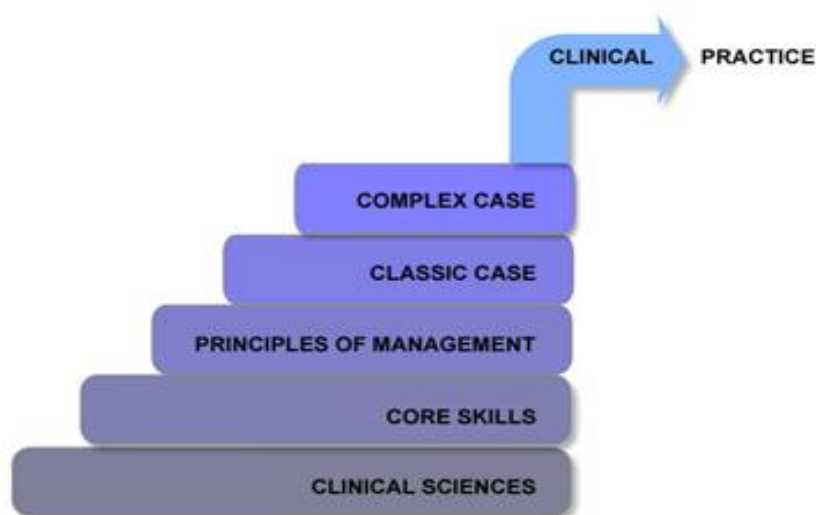 CLINICAL PRACTICE
COMPLEX CASE
CLASSIC CASE
PRINCIPLES OF MANAGEMENT
CORE SKILLS
CLINICAL SCIENCES